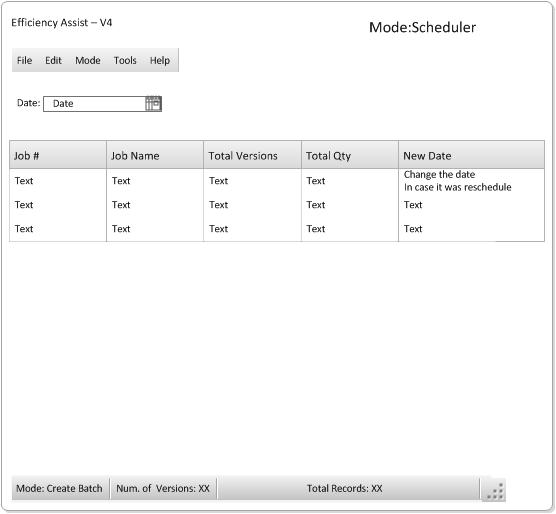 Efficiency Assist – V4
Mode:Scheduler
File Edit Mode Tools Help
Date: Date
Job # Job Name Total Versions Total Qty New Date
Text Text Text Text Change the date
In case it was reschedule
Text Text Text Text Text
Text Text Text Text Text
Mode: Create Batch Num. of Versions: XX Total Records: XX